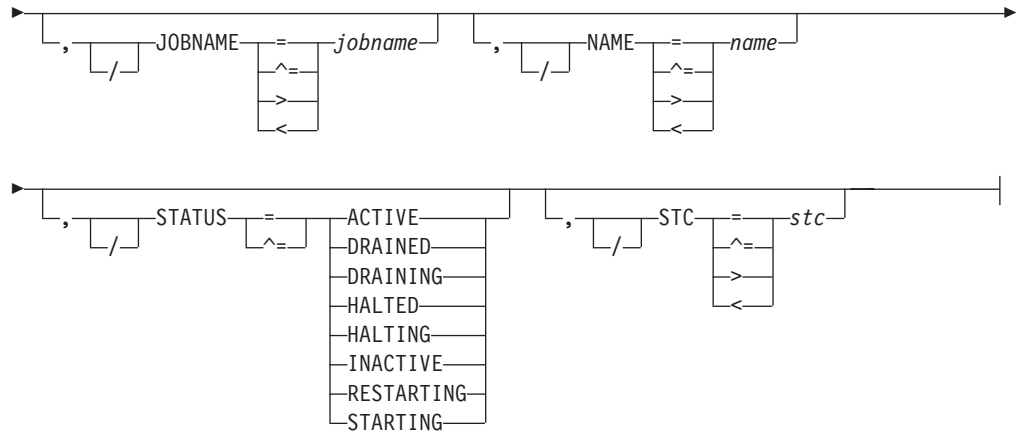 , / JOBNAME = jobname , / NAME = name
^= ^=
> >
< <
, / STATUS = ACTIVE , / STC = stc
^= DRAINED ^=
DRAINING >
HALTED <
HALTING
INACTIVE
RESTARTING
STARTING